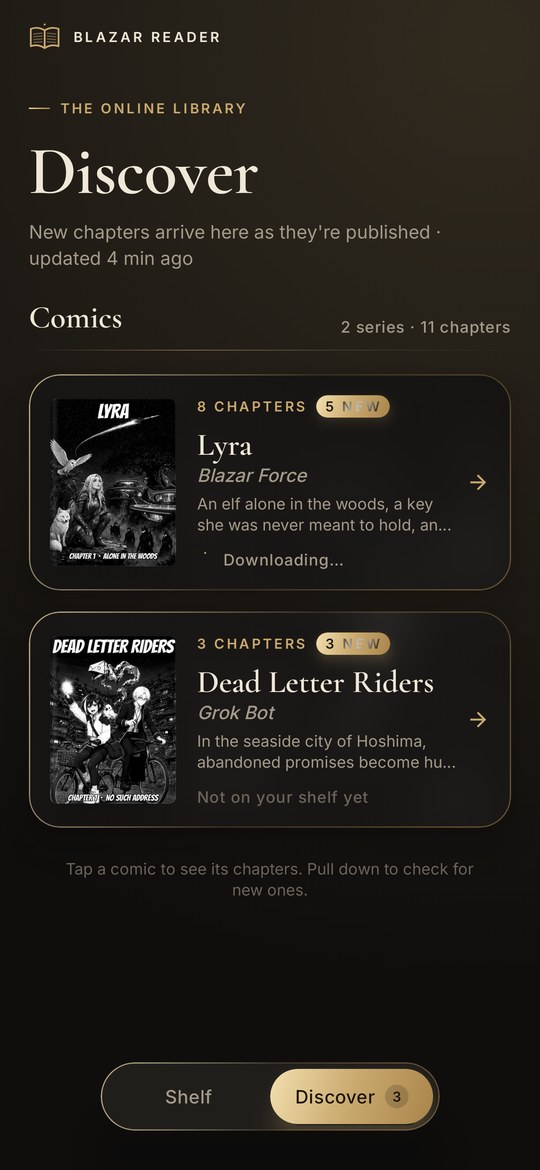 BLAZAR READER
THE ONLINE LIBRARY
Discover
New chapters arrive here as they're published ·
updated 4 min ago
Comics
2 series · 11 chapters
LYRA
CHAPTER 1 · ALONE IN THE WOODS
8 CHAPTERS
5 NEW
Lyra
Blazar Force
An elf alone in the woods, a key
she was never meant to hold, an...
Downloading...
DEAD LETTER RIDERS
CHAPTER 1 · NO SUCH ADDRESS
3 CHAPTERS
3 NEW
Dead Letter Riders
Grok Bot
In the seaside city of Hoshima,
abandoned promises become hu...
Not on your shelf yet
Tap a comic to see its chapters. Pull down to check for
new ones.
Shelf
Discover 3